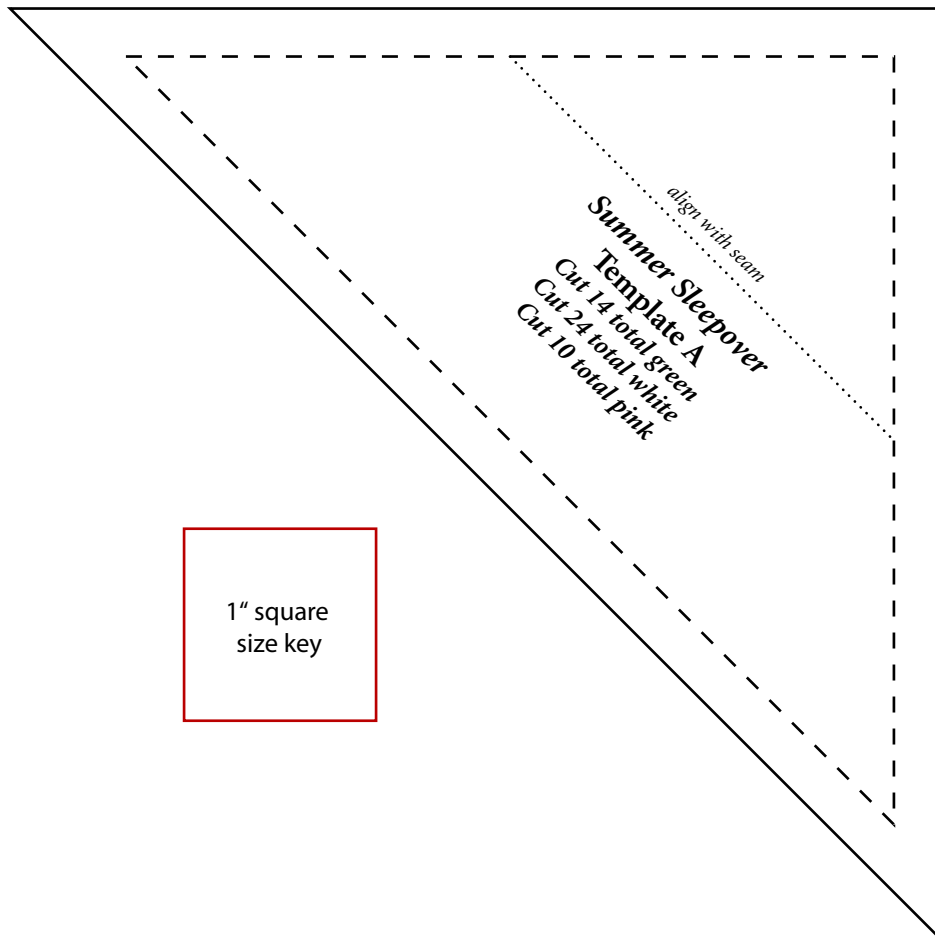 align with seam
Summer Sleepover
Template A
Cut 14 total green
Cut 24 total white
Cut 10 total pink
1“ square
size key